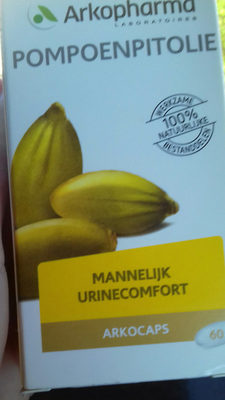 Arkopharma
LABORATOIRES
POMPOENPITOLIE
WERKZAME
100%
NATUURLIJKE
BESTANDDELEN
MANNELIJK
URINECOMFORT
ARKOCAPS
60